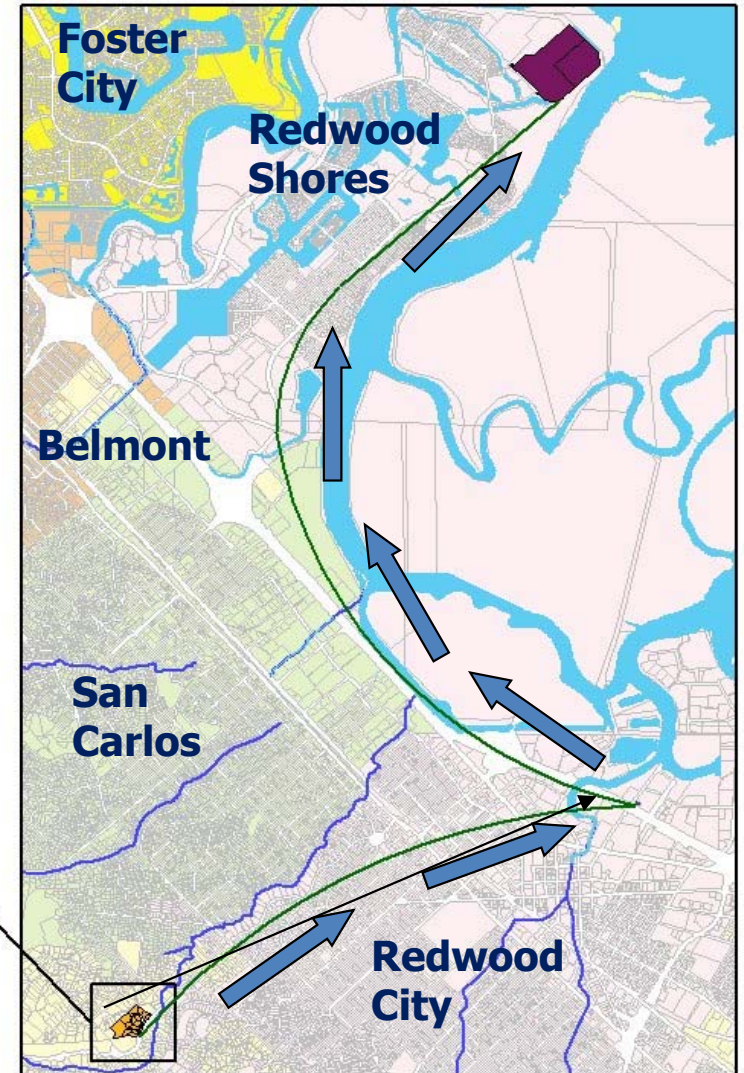 Foster
City
Redwood
Shores
Belmont
San
Carlos
Redwood
City